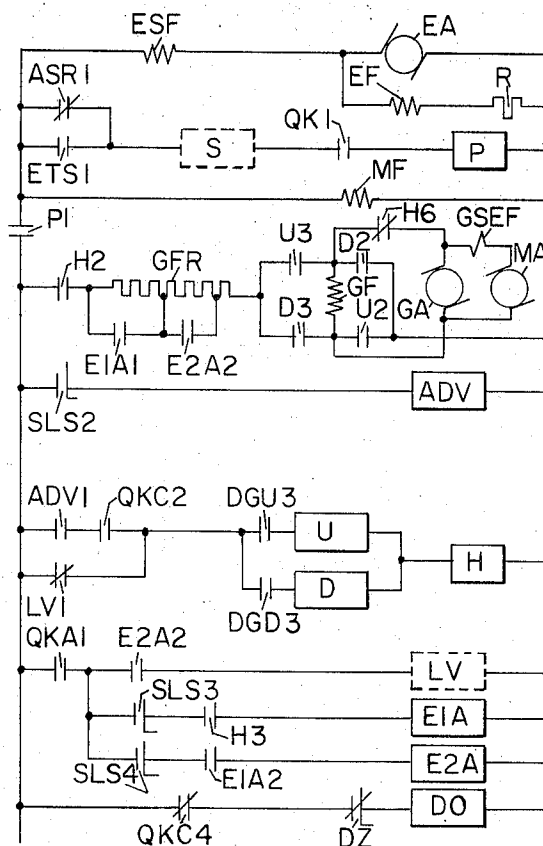 ESF
EA
ASR1
EF
R
QK1
S
P
ETS1
MF
P1
H6
GSEF
H2
GFR
U3
D2
MA
GF
GA
D3
U2
E1A1
E2A2
ADV
SLS2
ADV1
QKC2
DGU3
U
H
D
LV1
DGD3
QKA1
E2A2
LV
SLS3
E1A
H3
E2A
SLS4
E1A2
DO
QKC4
DZ